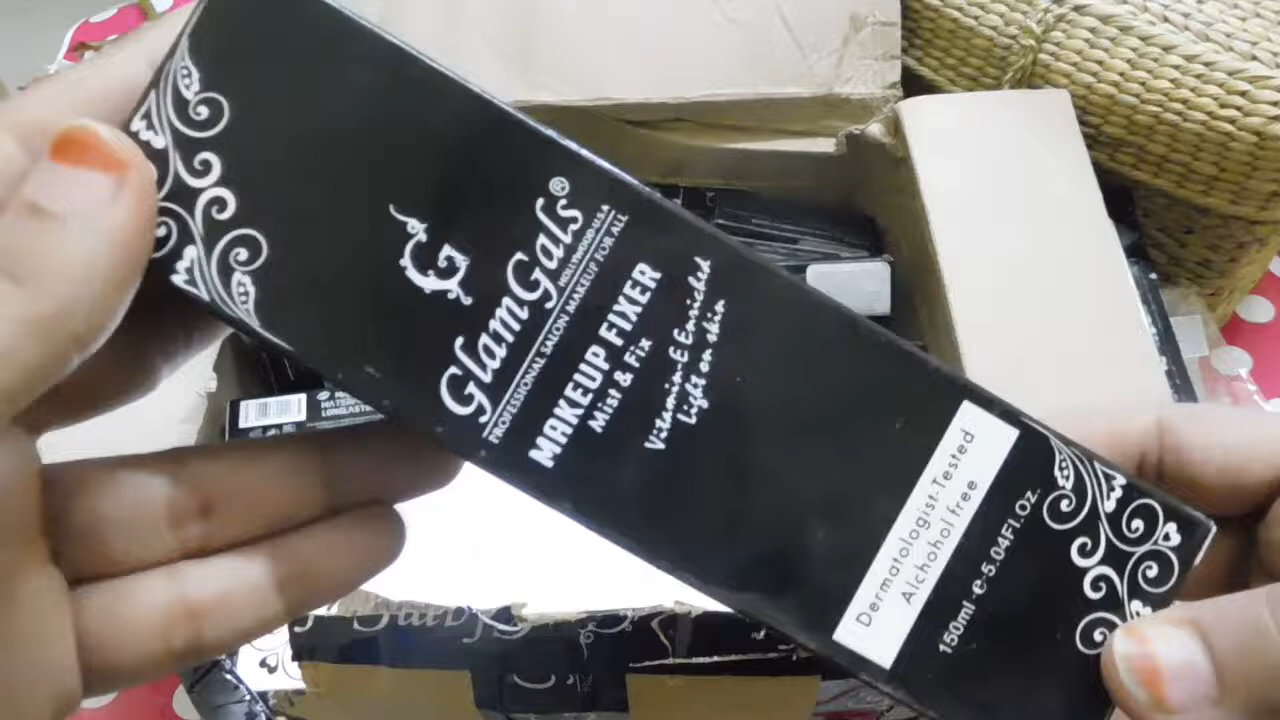 G
GlamGals®
HOLLYWOOD-U.S.A
PROFESSIONAL SALON MAKEUP FOR ALL
MAKEUP FIXER
Mist & Fix
Vitamin-E Enriched
Light on skin
Dermatologist-Tested
Alchohol free
150ml ℮-5.04Fl.Oz.